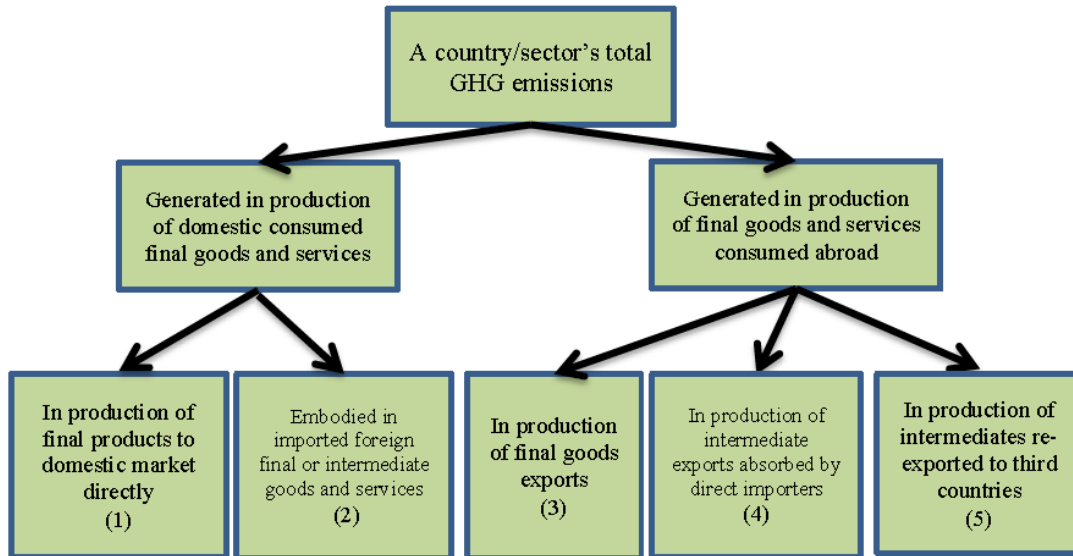 A country/sector's total
GHG emissions
Generated in production
of domestic consumed
final goods and services
Generated in production
of final goods and services
consumed abroad
In production of
final products to
domestic market
directly
(1)
Embodied in
imported foreign
final or intermediate
goods and services
(2)
In production
of final goods
exports
(3)
In production of
intermediate
exports absorbed by
direct importers
(4)
In production of
intermediates re-
exported to third
countries
(5)